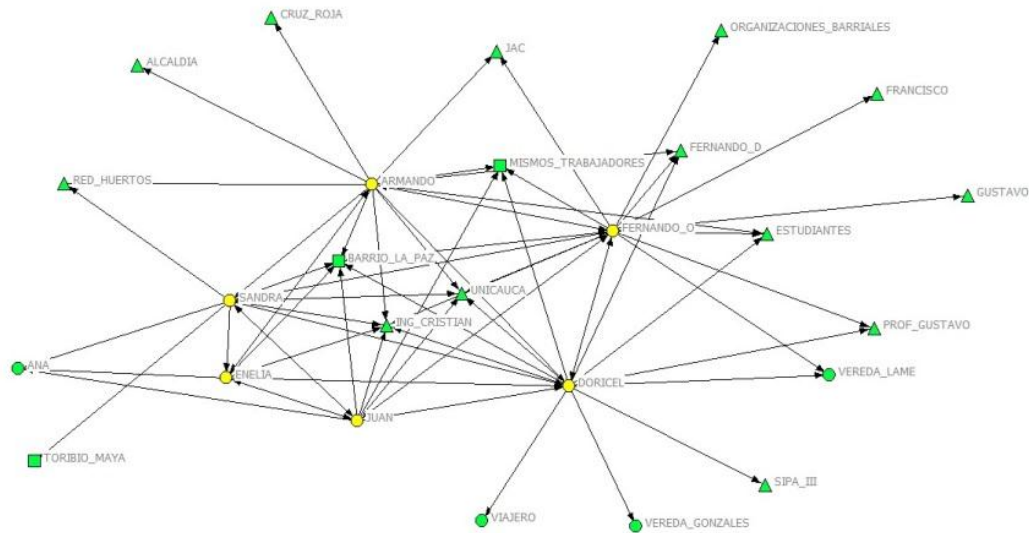 CRUZ_ROJA
ORGANIZACIONES_BARRIALES
JAC
ALCALDIA
FRANCISCO
FERNANDO_D
MISMOS_TRABAJADORES
RED_HUERTOS
ARMANDO
GUSTAVO
FERNANDO_O
ESTUDIANTES
BARRIO_LA_PAZ
UNICAUCA
SANDRA
ING_CRISTIAN
PROF_GUSTAVO
ANA
ENELIA
DORICEL
VEREDA_LAME
JUAN
TORIBIO_MAYA
SIPA_III
VIAJERO
VEREDA_GONZALES